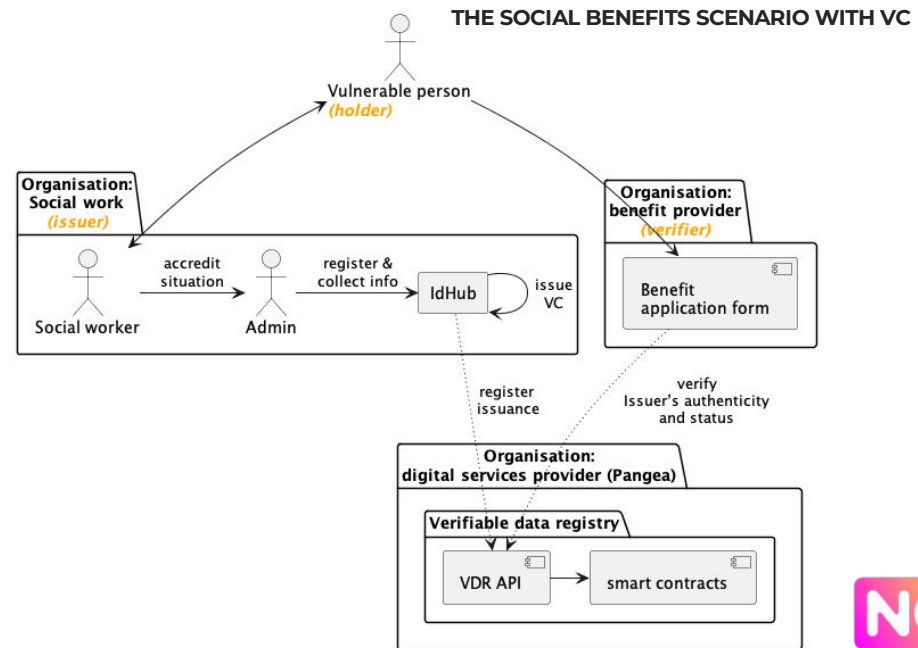 THE SOCIAL BENEFITS SCENARIO WITH VC
Vulnerable person
(holder)
Organisation:
Social work
(issuer)
Organisation:
benefit provider
(verifier)
accredit
situation
register &
collect info
IdHub
issue
VC
Social worker
Admin
Benefit
application form
register
issuance
verify
Issuer's authenticity
and status
Organisation:
digital services provider (Pangea)
Verifiable data registry
VDR API
smart contracts